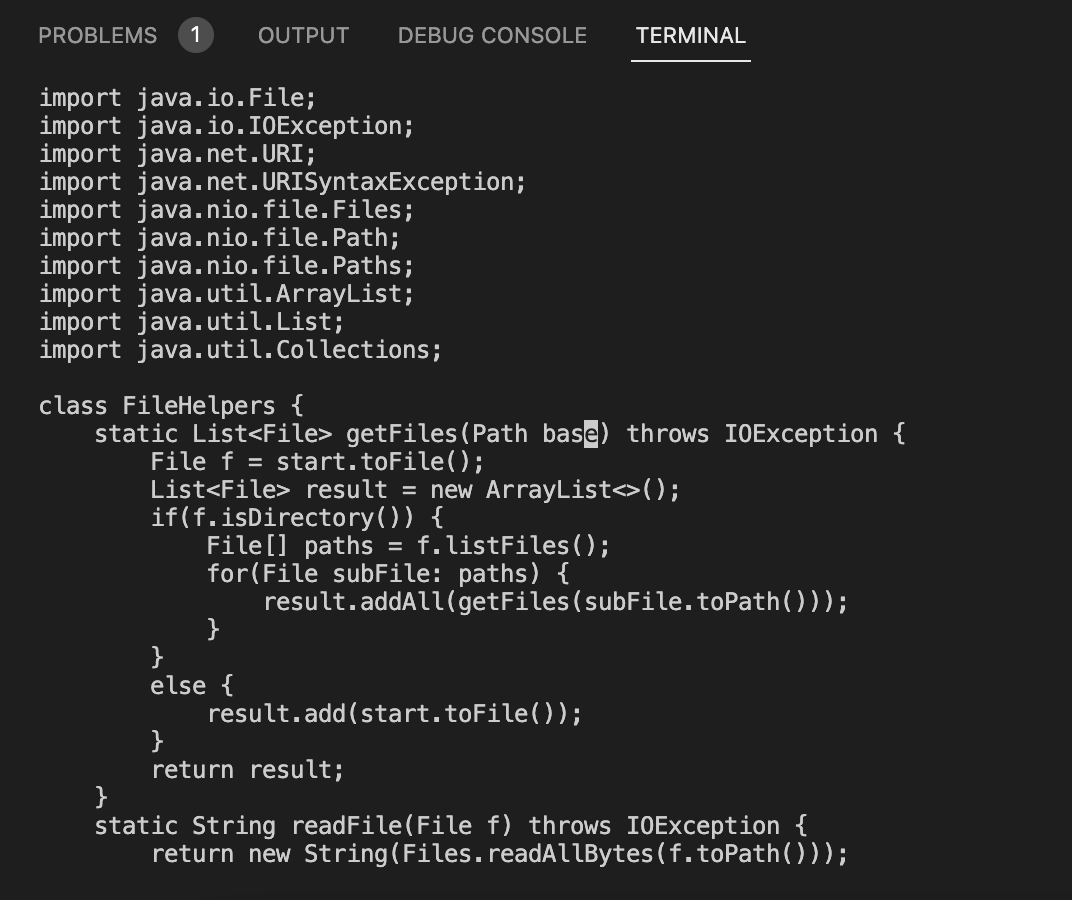 PROBLEMS 1 OUTPUT DEBUG CONSOLE TERMINAL
import java.io.File;
import java.io.IOException;
import java.net.URI;
import java.net.URISyntaxException;
import java.nio.file.Files;
import java.nio.file.Path;
import java.nio.file.Paths;
import java.util.ArrayList;
import java.util.List;
import java.util.Collections;

class FileHelpers {
    static List<File> getFiles(Path base) throws IOException {
        File f = start.toFile();
        List<File> result = new ArrayList<>();
        if(f.isDirectory()) {
            File[] paths = f.listFiles();
            for(File subFile: paths) {
                result.addAll(getFiles(subFile.toPath()));
            }
        }
        else {
            result.add(start.toFile());
        }
        return result;
    }
    static String readFile(File f) throws IOException {
        return new String(Files.readAllBytes(f.toPath()));